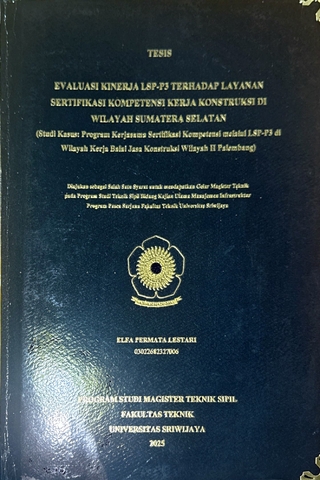 TESIS
EVALUASI KINERJA LSP-P3 TERHADAP LAYANAN
SERTIFIKASI KOMPETENSI KERJA KONSTRUKSI DI
WILAYAH SUMATERA SELATAN
(Studi Kasus: Program Kerjasama Sertifikasi Kompetensi melalui LSP-P3 di
Wilayah Kerja Balai Jasa Konstruksi Wilayah II Palembang)
Diajukan sebagai Salah Satu Syarat untuk mendapatkan Gelar Magister Teknik
pada Program Studi Teknik Sipil Bidang Kajian Utama Manajemen Infrastruktur
Program Pasca Sarjana Fakultas Teknik Universitas Sriwijaya
ELFA PERMATA LESTARI
03022682327006
PROGRAM STUDI MAGISTER TEKNIK SIPIL
FAKULTAS TEKNIK
UNIVERSITAS SRIWIJAYA
2025